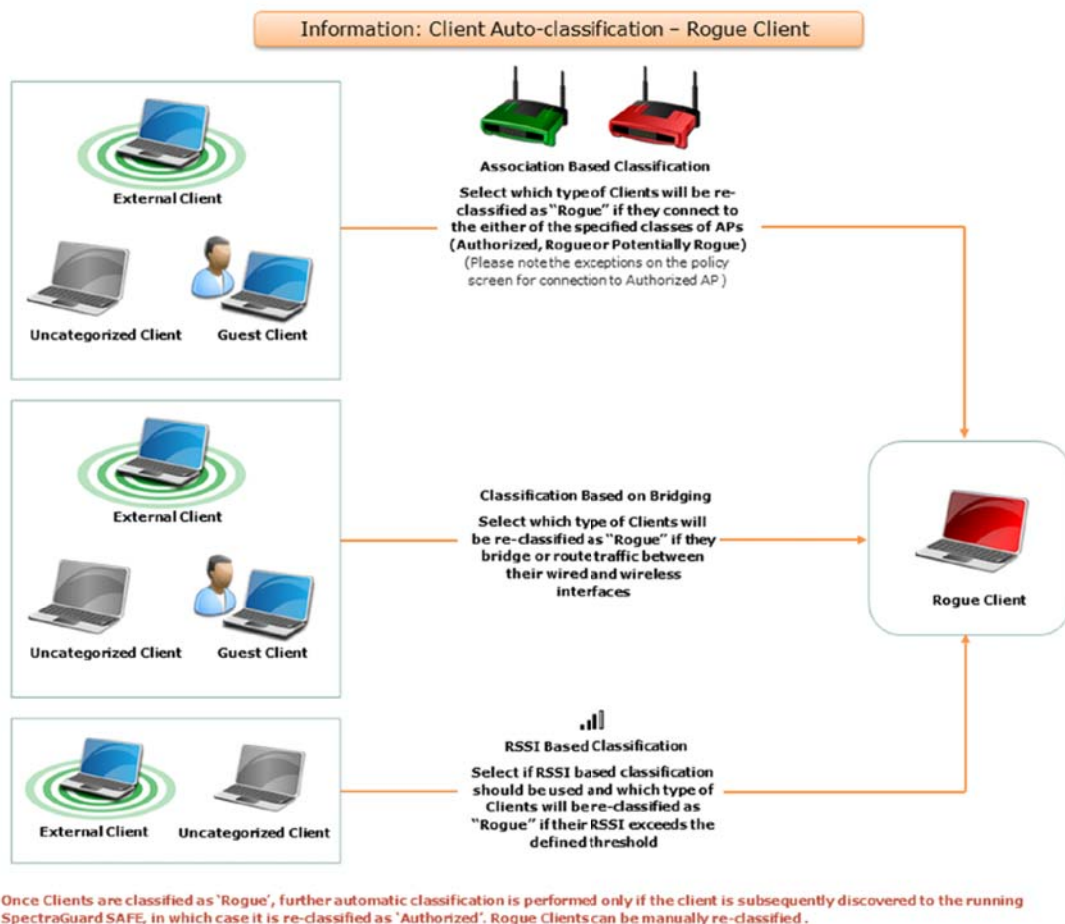 Information: Client Auto-classification – Rogue Client
External Client
Uncategorized Client
Guest Client
Association Based Classification
Select which type of Clients will be re-
classified as “Rogue” if they connect to
the either of the specified classes of APs
(Authorized, Rogue or Potentially Rogue)
(Please note the exceptions on the policy
screen for connection to Authorized AP)
External Client
Uncategorized Client
Guest Client
Classification Based on Bridging
Select which type of Clients will
be re-classified as “Rogue” if they
bridge or route traffic between
their wired and wireless
interfaces
Rogue Client
External Client
Uncategorized Client
RSSI Based Classification
Select if RSSI based classification
should be used and which type of
Clients will be re-classified as
“Rogue” if their RSSI exceeds the
defined threshold
Once Clients are classified as ‘Rogue’, further automatic classification is performed only if the client is subsequently discovered to the running
SpectraGuard SAFE, in which case it is re-classified as ‘Authorized’. Rogue Clients can be manually re-classified.